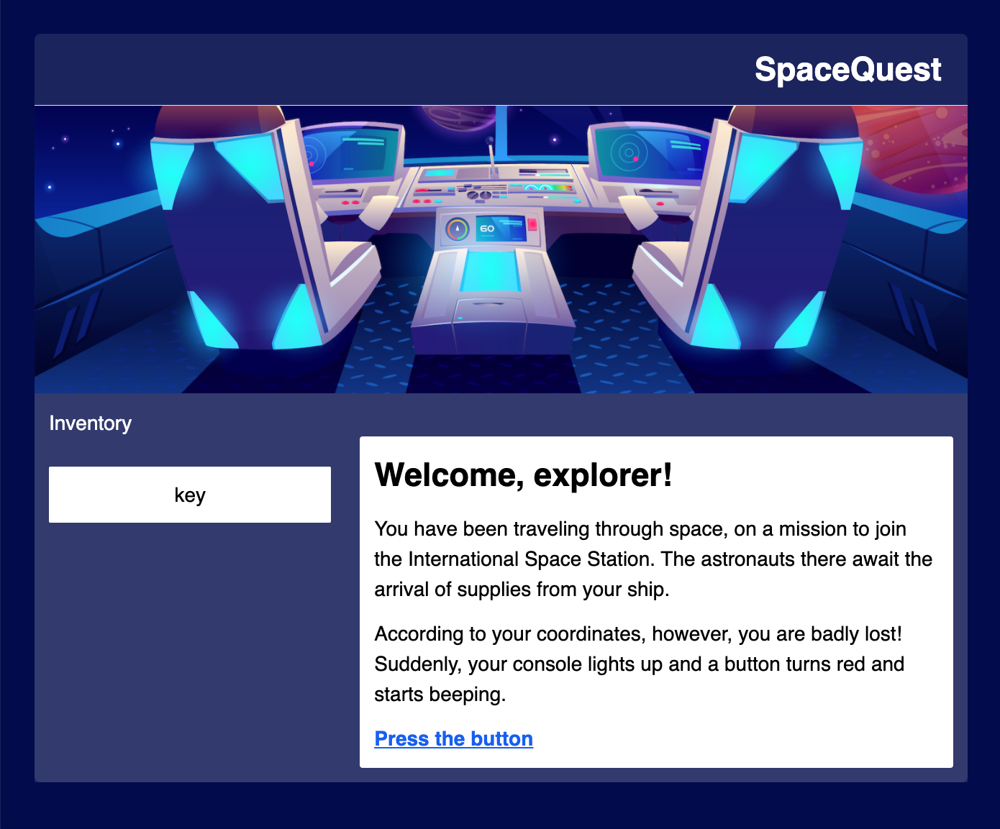 SpaceQuest
60
Inventory
key
Welcome, explorer!
You have been traveling through space, on a mission to join
the International Space Station. The astronauts there await the
arrival of supplies from your ship.
According to your coordinates, however, you are badly lost!
Suddenly, your console lights up and a button turns red and
starts beeping.
Press the button